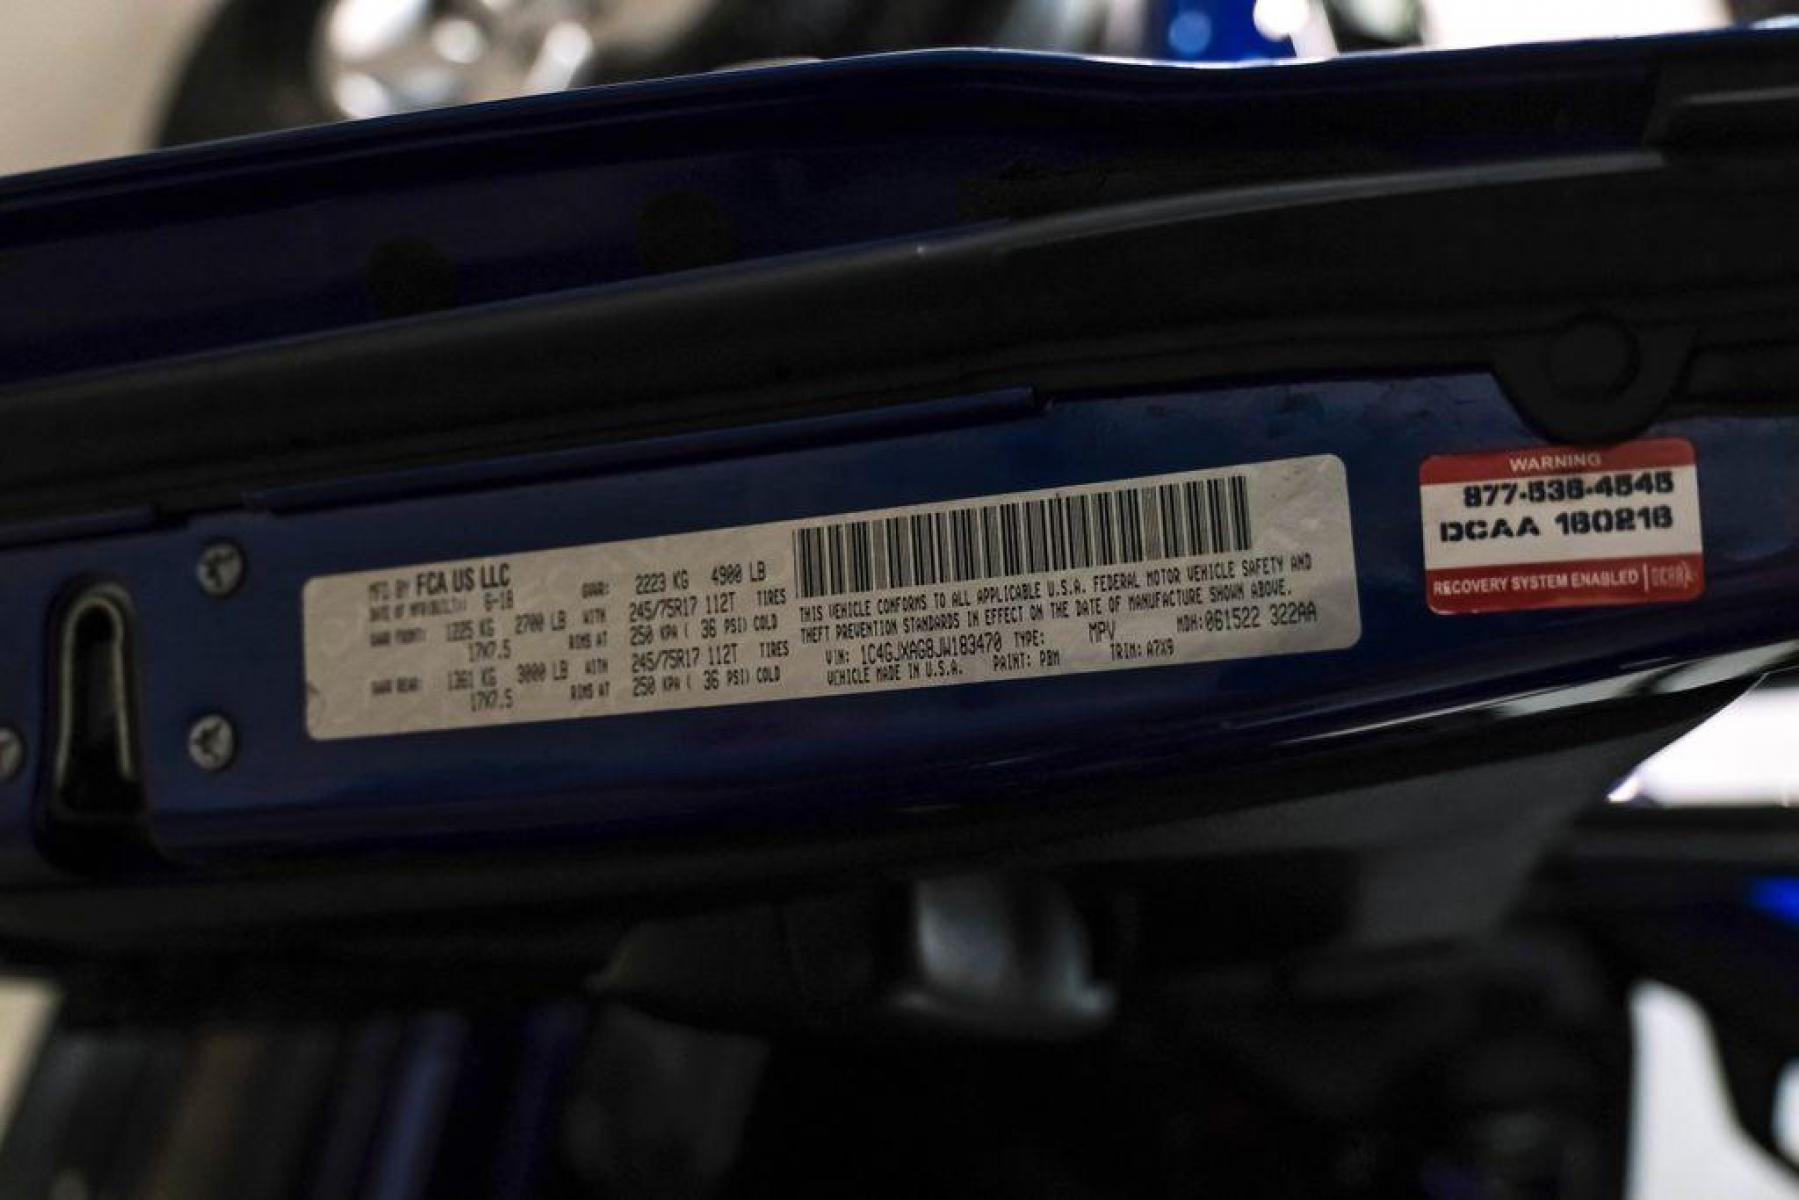 MFD BY FCA US LLC
DATE OF MFR(BUILT): 6-18
GVWR: 2223 KG 4900 LB
GAWR FRONT: 1225 KG 2700 LB WITH 245/75R17 112T TIRES
17X7.5 RIMS AT 250 KPA ( 36 PSI) COLD
GAWR REAR: 1361 KG 3000 LB WITH 245/75R17 112T TIRES
17X7.5 RIMS AT 250 KPA ( 36 PSI) COLD
THIS VEHICLE CONFORMS TO ALL APPLICABLE U.S.A. FEDERAL MOTOR VEHICLE SAFETY AND
THEFT PREVENTION STANDARDS IN EFFECT ON THE DATE OF MANUFACTURE SHOWN ABOVE.
VIN: 1C4GJXAG8JW183470 TYPE: MPV MDH:061522 322AA
VEHICLE MADE IN U.S.A. PAINT: PBM TRIM: A7X9
WARNING
877-536-4545
DCAA 160216
RECOVERY SYSTEM ENABLED